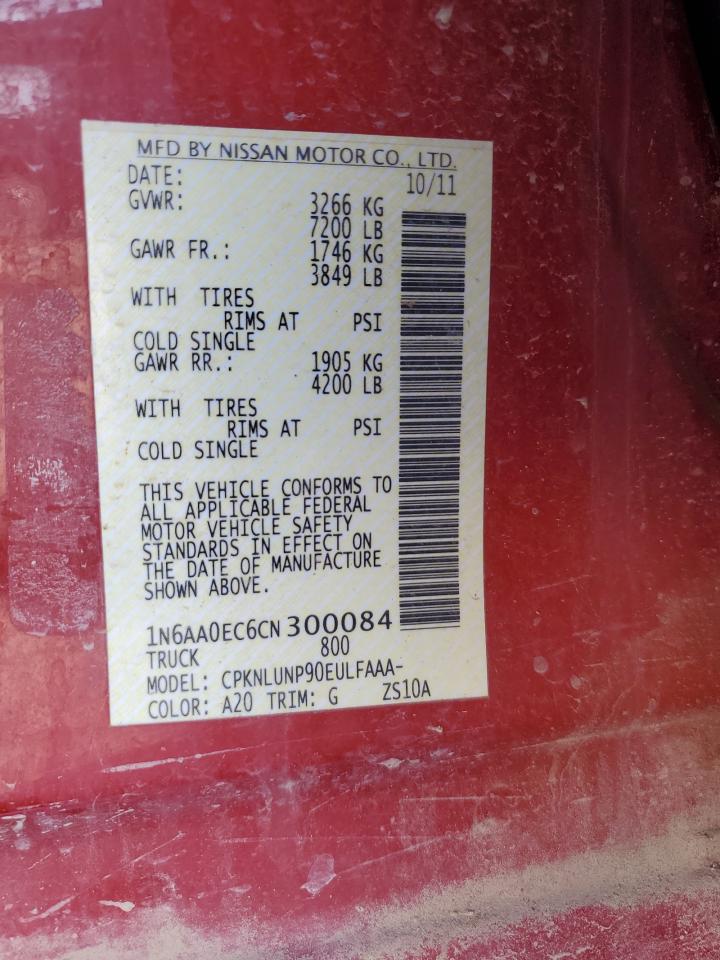 MFD BY NISSAN MOTOR CO., LTD.
DATE: 10/11
GVWR: 3266 KG
7200 LB
GAWR FR.: 1746 KG
3849 LB
WITH TIRES
RIMS AT PSI
COLD SINGLE
GAWR RR.: 1905 KG
4200 LB
WITH TIRES
RIMS AT PSI
COLD SINGLE
THIS VEHICLE CONFORMS TO
ALL APPLICABLE FEDERAL
MOTOR VEHICLE SAFETY
STANDARDS IN EFFECT ON
THE DATE OF MANUFACTURE
SHOWN ABOVE.
1N6AA0EC6CN300084
TRUCK 800
MODEL: CPKNLUNP90EULFAAA-
COLOR: A20 TRIM: G ZS10A